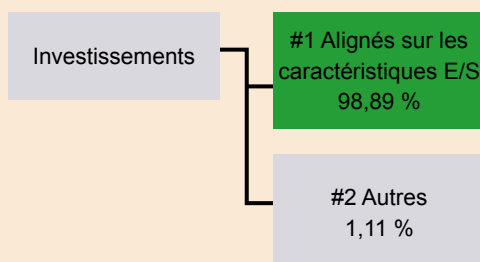 Investissements
#1 Alignés sur les
caractéristiques E/S
98,89 %
#2 Autres
1,11 %